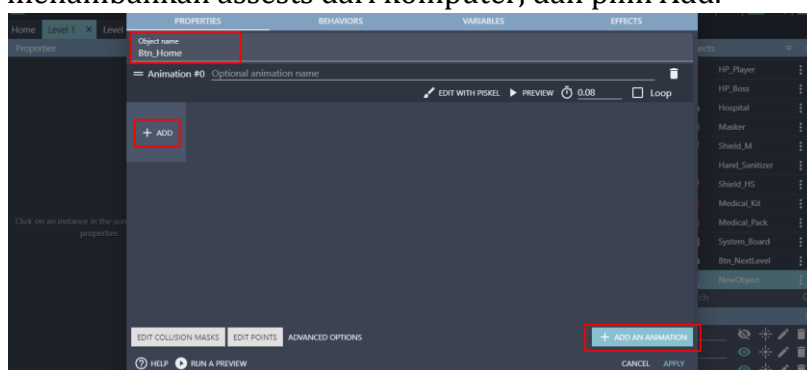 menambahkan assests dari komputer, dan pilih Add.
PROPERTIES BEHAVIORS VARIABLES EFFECTS
Home Level 1 × Level
Properties
Object name
Btn_Home
Animation #0 Optional animation name
EDIT WITH PISKEL PREVIEW 0.08 Loop
+ ADD
HP_Player
HP_Boss
Hospital
Masker
Shield_M
Hand_Sanitizer
Shield_HS
Medical_Kit
Medical_Pack
System_Board
Btn_NextLevel
NewObject
Click on an instance in the sce
properties
EDIT COLLISION MASKS EDIT POINTS ADVANCED OPTIONS + ADD AN ANIMATION
HELP RUN A PREVIEW CANCEL APPLY